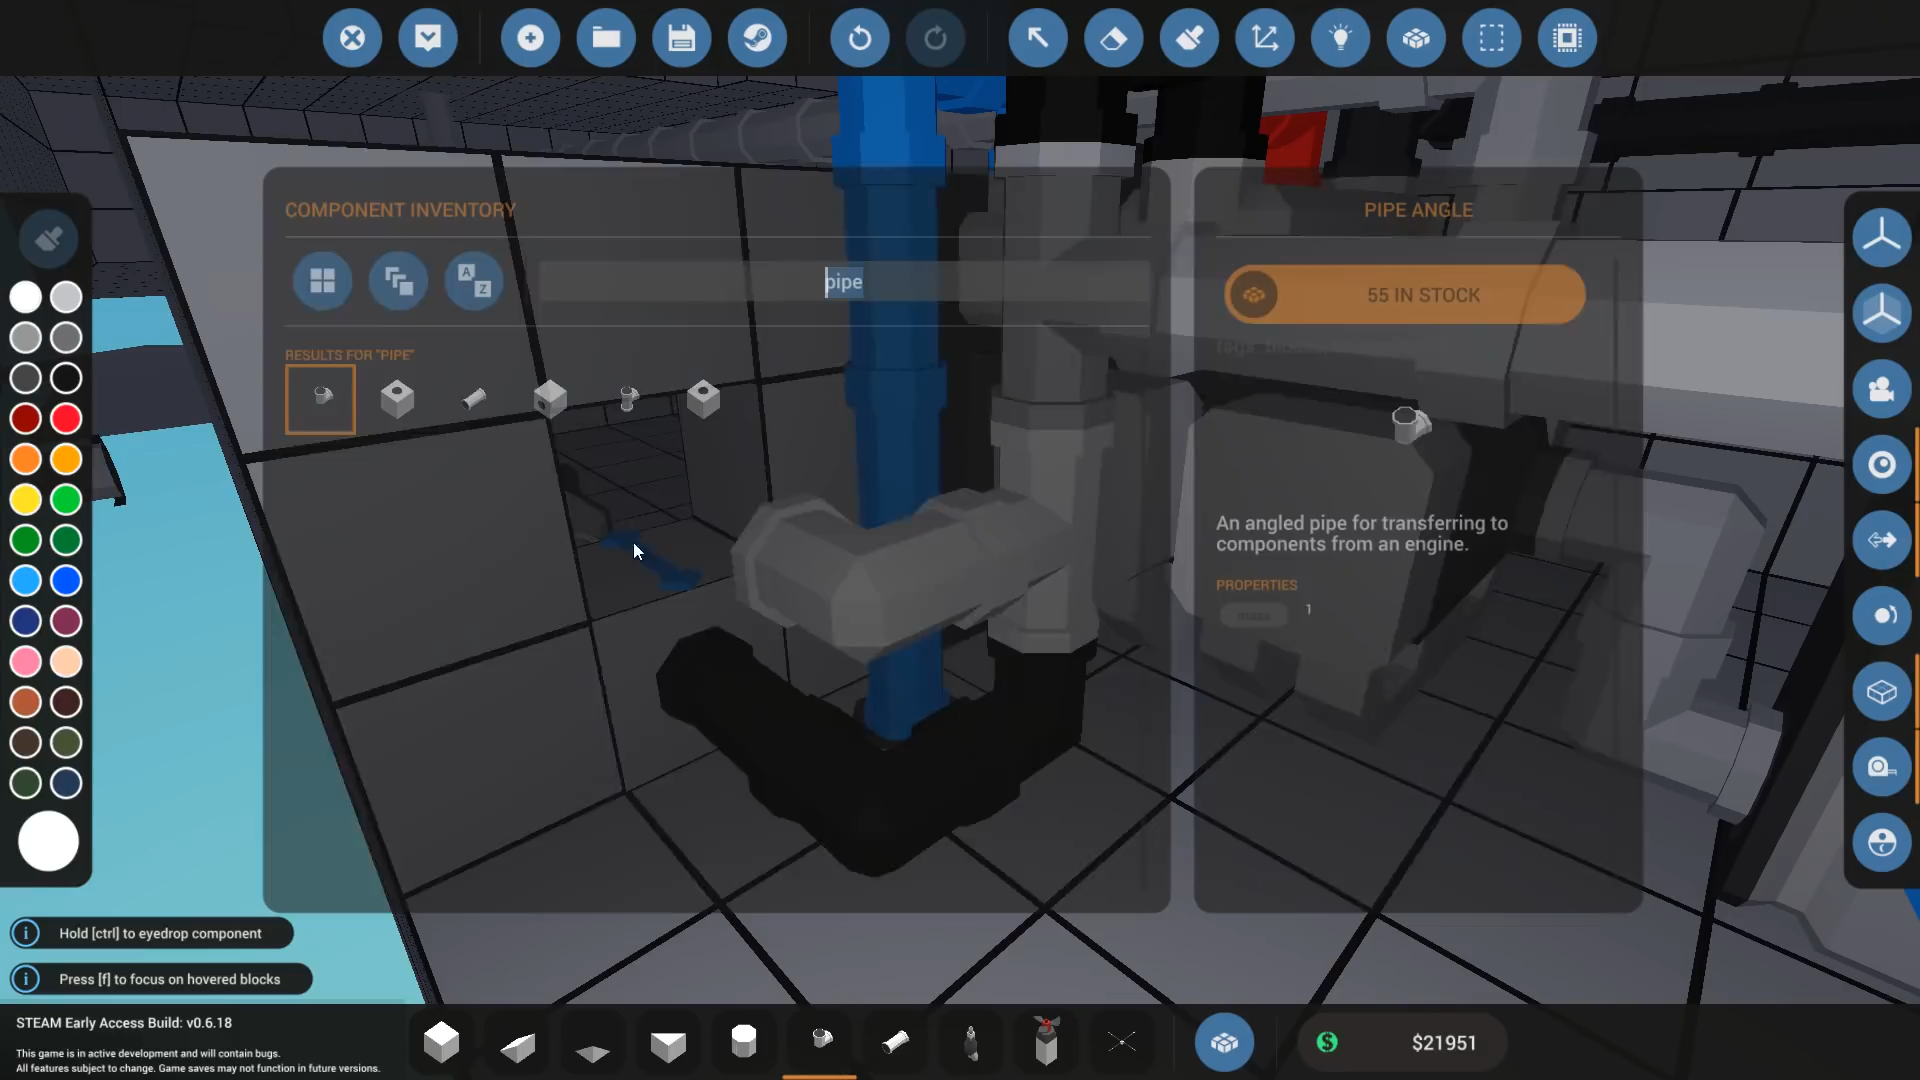 COMPONENT INVENTORY
A
Z
pipe
RESULTS FOR "PIPE"
PIPE ANGLE
55 IN STOCK
An angled pipe for transferring to
components from an engine.
PROPERTIES
mass 1
Hold [ctrl] to eyedrop component
Press [f] to focus on hovered blocks
STEAM Early Access Build: v0.6.18
This game is in active development and will contain bugs.
All features subject to change. Game saves may not function in future versions.
$ $21951